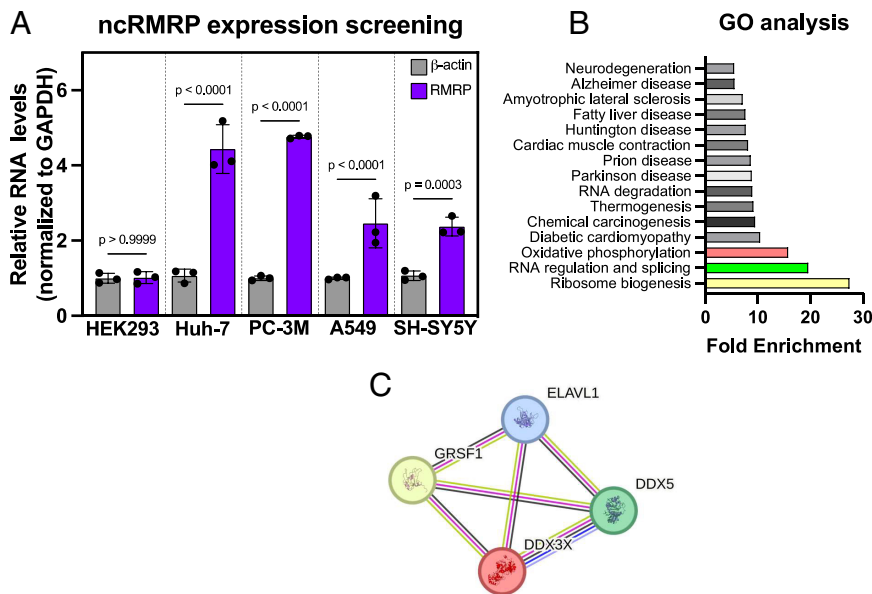 A
ncRMRP expression screening
Relative RNA levels
(normalized to GAPDH)
6
4
2
0
β-actin
RMRP
p > 0.9999
p < 0.0001
p < 0.0001
p < 0.0001
p = 0.0003
HEK293
Huh-7
PC-3M
A549
SH-SY5Y
B
GO analysis
Neurodegeneration
Alzheimer disease
Amyotrophic lateral sclerosis
Fatty liver disease
Huntington disease
Cardiac muscle contraction
Prion disease
Parkinson disease
RNA degradation
Thermogenesis
Chemical carcinogenesis
Diabetic cardiomyopathy
Oxidative phosphorylation
RNA regulation and splicing
Ribosome biogenesis
0
10
20
30
Fold Enrichment
C
ELAVL1
GRSF1
DDX5
DDX3X